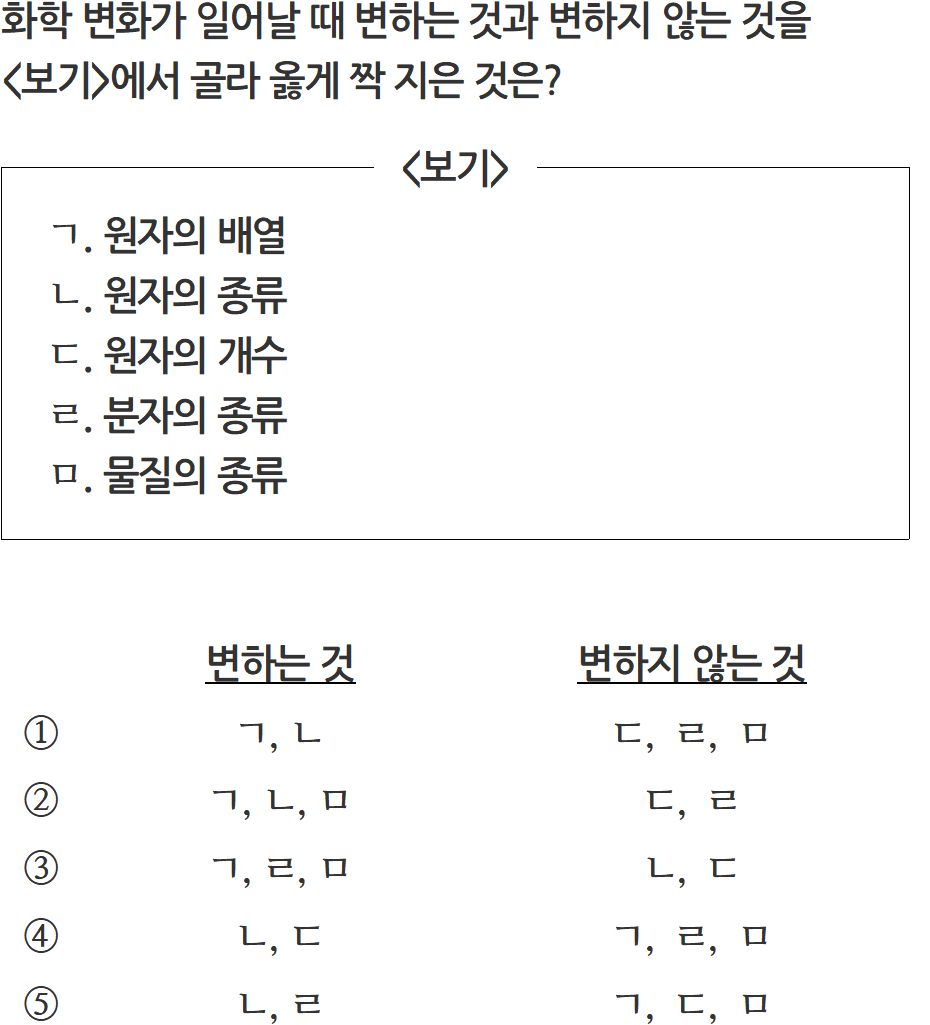 화학 변화가 일어날 때 변하는 것과 변하지 않는 것을
<보기>에서 골라 옳게 짝 지은 것은?
<보기>
ㄱ. 원자의 배열
ㄴ. 원자의 종류
ㄷ. 원자의 개수
ㄹ. 분자의 종류
ㅁ. 물질의 종류
변하는 것 변하지 않는 것
① ㄱ, ㄴ ㄷ, ㄹ, ㅁ
② ㄱ, ㄴ, ㅁ ㄷ, ㄹ
③ ㄱ, ㄹ, ㅁ ㄴ, ㄷ
④ ㄴ, ㄷ ㄱ, ㄹ, ㅁ
⑤ ㄴ, ㄹ ㄱ, ㄷ, ㅁ